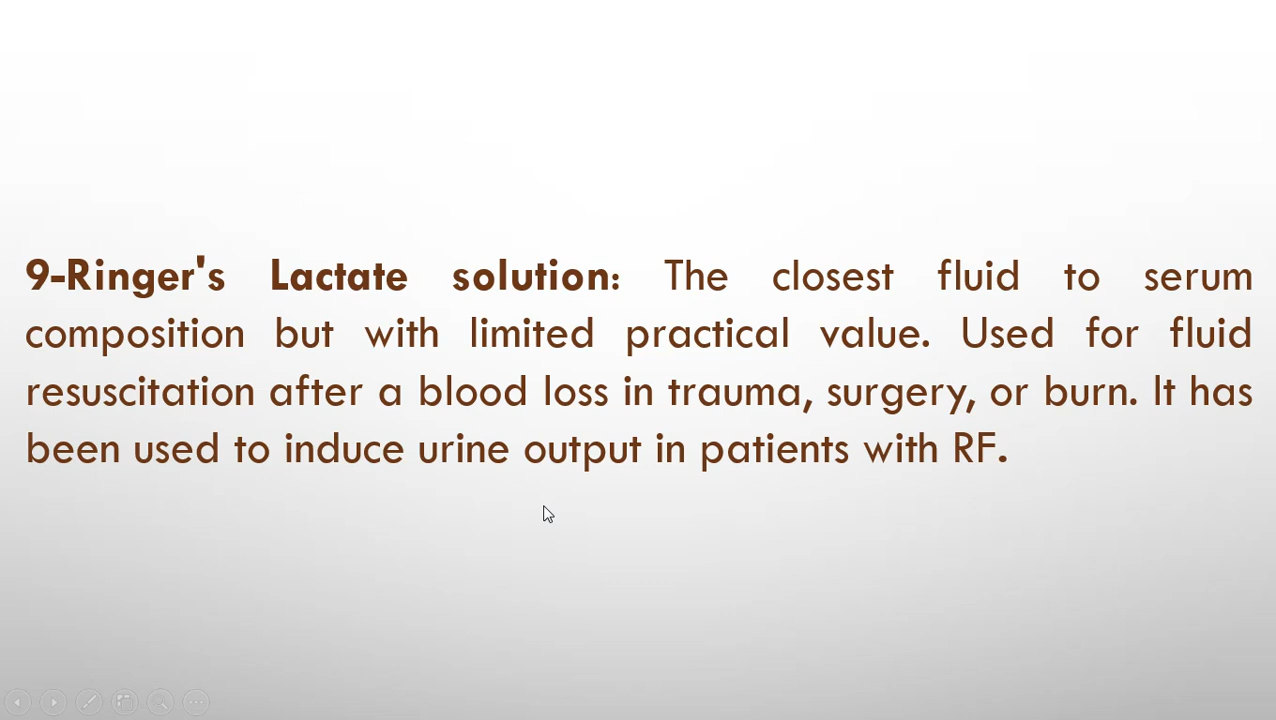 9-Ringer's Lactate solution: The closest fluid to serum
composition but with limited practical value. Used for fluid
resuscitation after a blood loss in trauma, surgery, or burn. It has
been used to induce urine output in patients with RF.